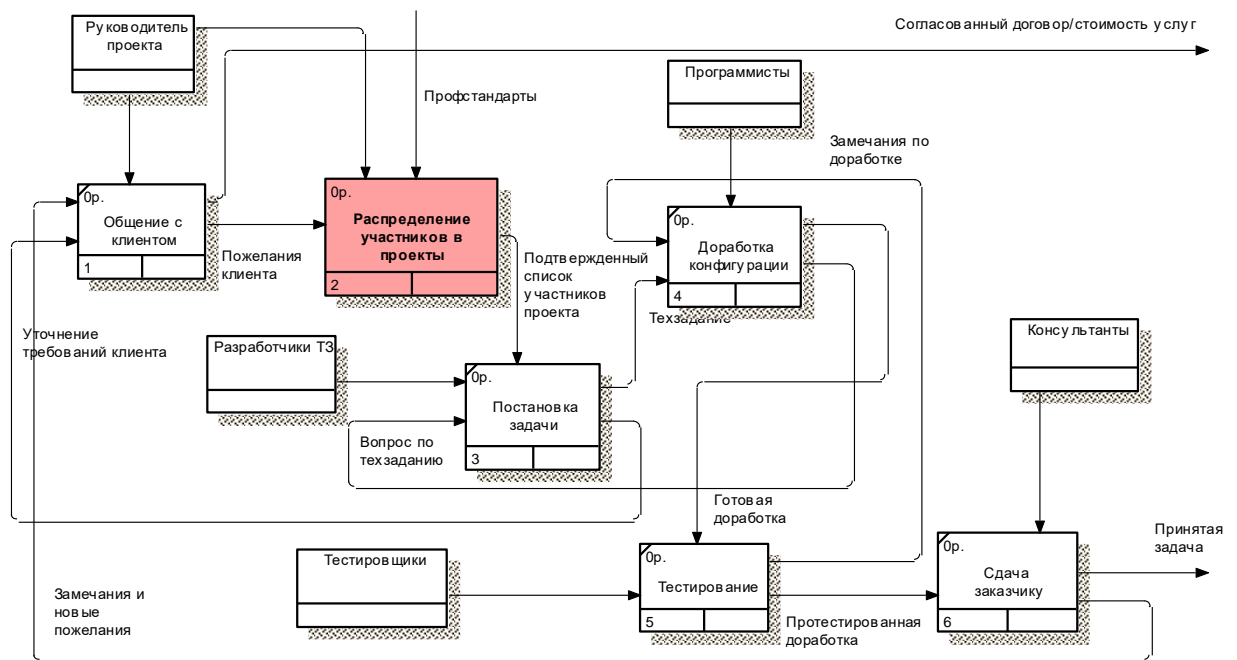 Руководитель
проекта
Согласованный договор/стоимость услуг
Программисты
Профстандарты
Замечания по
доработке
0р.
Общение с
клиентом
1
0р.
Распределение
участников в
проекты
2
0р.
Доработка
конфигурации
4
Пожелания
клиента
Подтвержденный
список
участников
проекта
Техзадание
Консультанты
Уточнение
требований клиента
Разработчики ТЗ
0р.
Постановка
задачи
3
Вопрос по
техзаданию
Готовая
доработка
Тестировщики
0р.
Тестирование
5
0р.
Сдача
заказчику
6
Принятая
задача
Замечания и
новые
пожелания
Протестированная
доработка